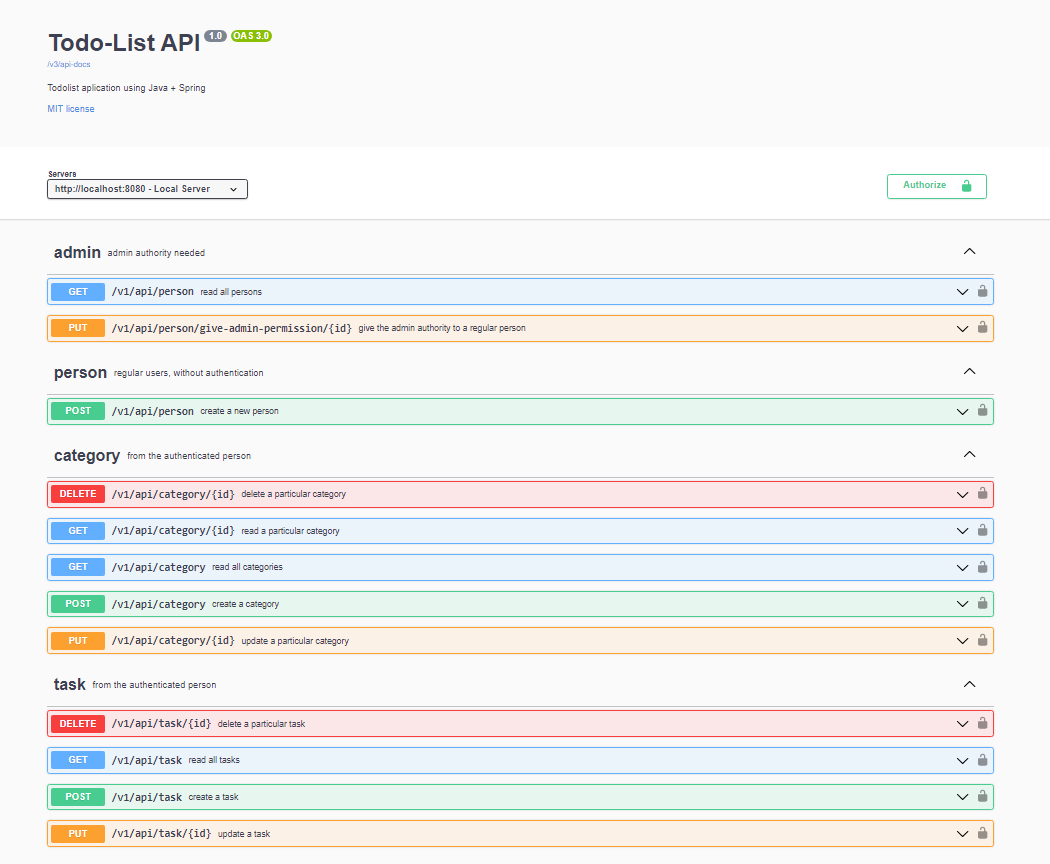 Todo-List API 1.0 OAS 3.0
/v3/api-docs
Todolist aplication using Java + Spring
MIT license
Servers
http://localhost:8080 - Local Server
Authorize
admin admin authority needed
GET /v1/api/person read all persons
PUT /v1/api/person/give-admin-permission/{id} give the admin authority to a regular person
person regular users, without authentication
POST /v1/api/person create a new person
category from the authenticated person
DELETE /v1/api/category/{id} delete a particular category
GET /v1/api/category/{id} read a particular category
GET /v1/api/category read all categories
POST /v1/api/category create a category
PUT /v1/api/category/{id} update a particular category
task from the authenticated person
DELETE /v1/api/task/{id} delete a particular task
GET /v1/api/task read all tasks
POST /v1/api/task create a task
PUT /v1/api/task/{id} update a task